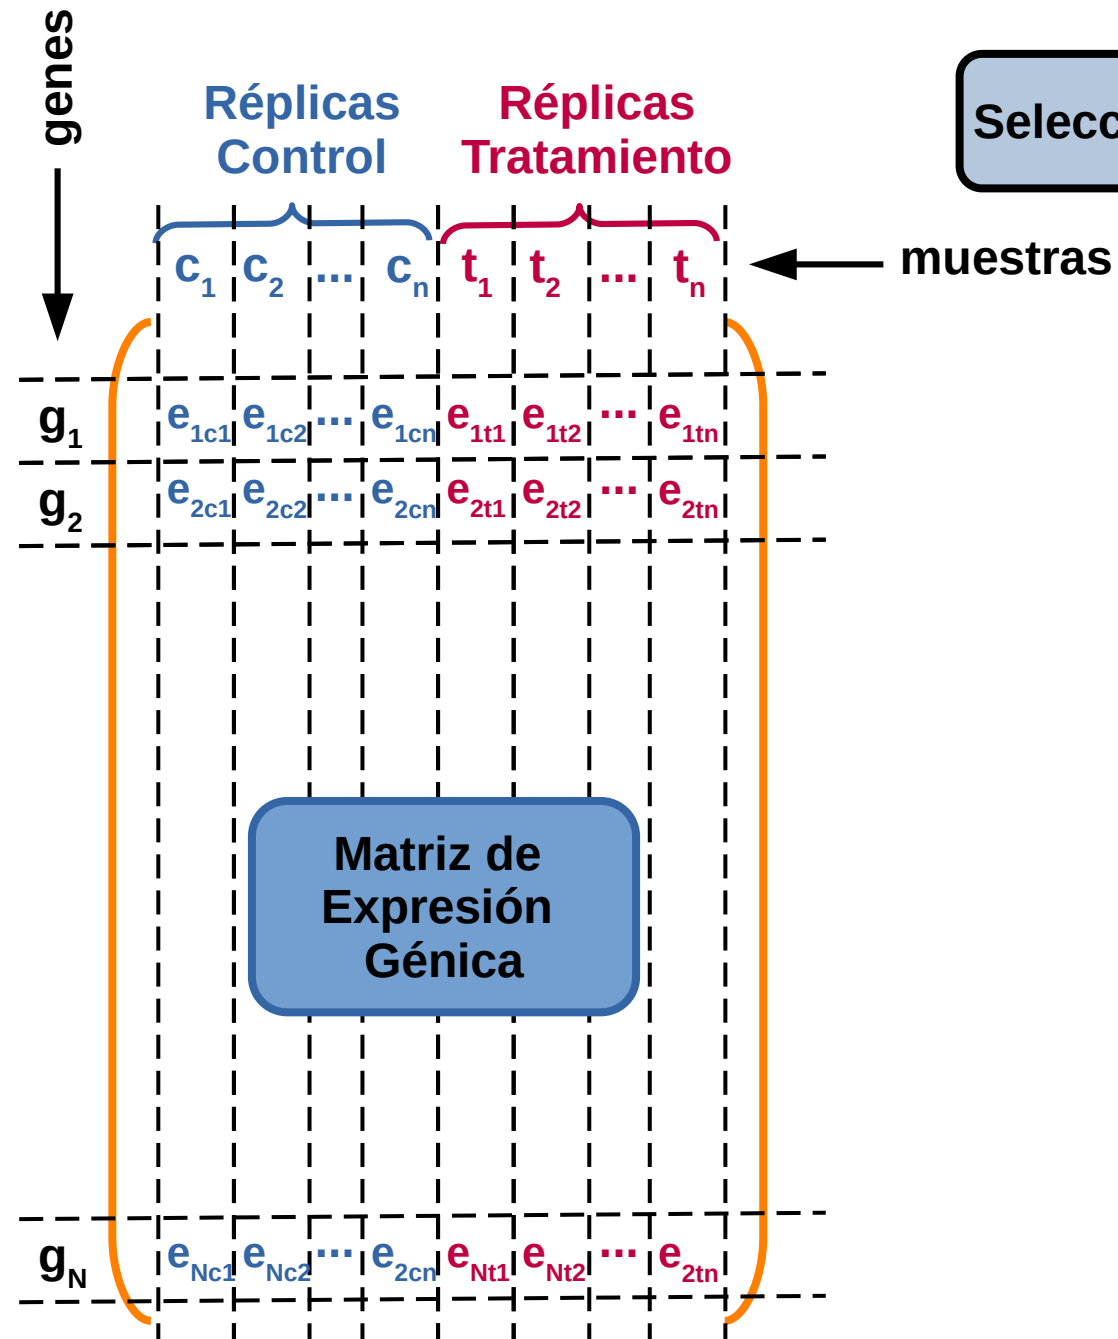 genes
Réplicas
Control
Réplicas
Tratamiento
Selecc
c1 c2 ... cn t1 t2 ... tn
muestras
g1 e1c1 e1c2 ... e1cn e1t1 e1t2 ... e1tn
g2 e2c1 e2c2 ... e2cn e2t1 e2t2 ... e2tn
Matriz de
Expresión
Génica
gN eNc1 eNc2 ... e2cn eNt1 eNt2 ... e2tn